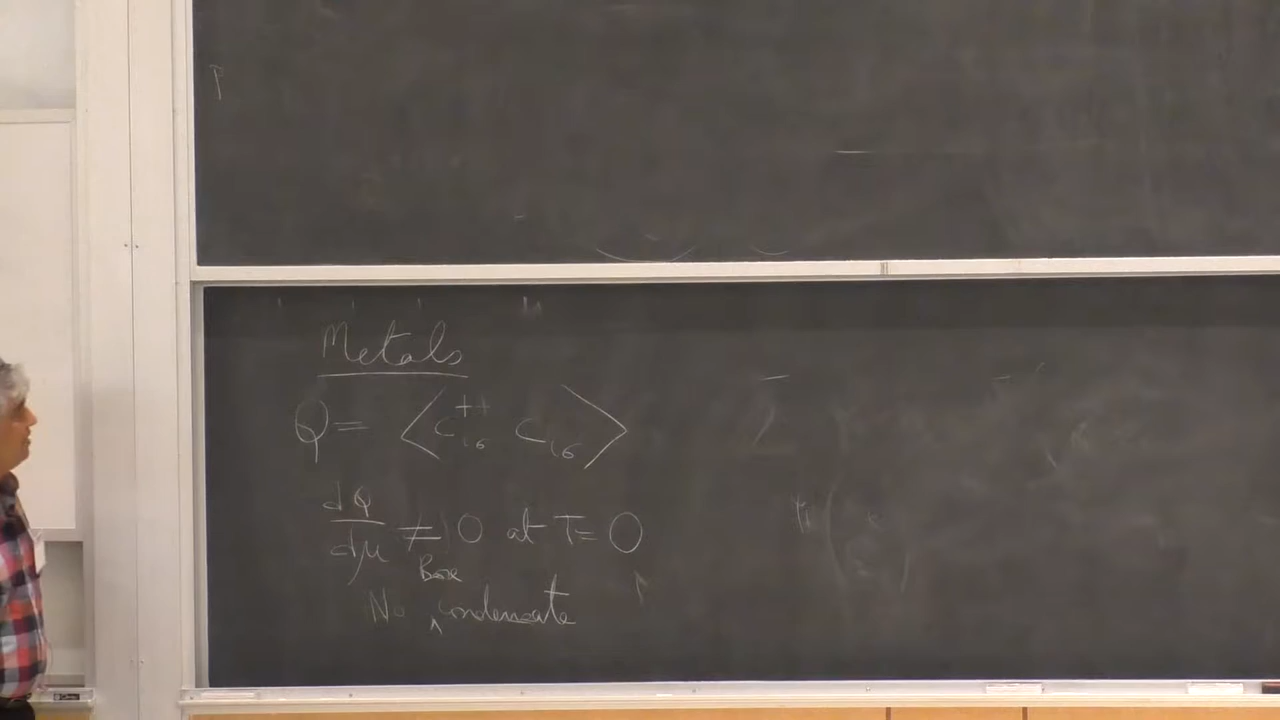 Metals
Q = < c⁺⁺iσ ciσ >
dQ/dμ ≠ 0 at T = 0
No Bose condensate